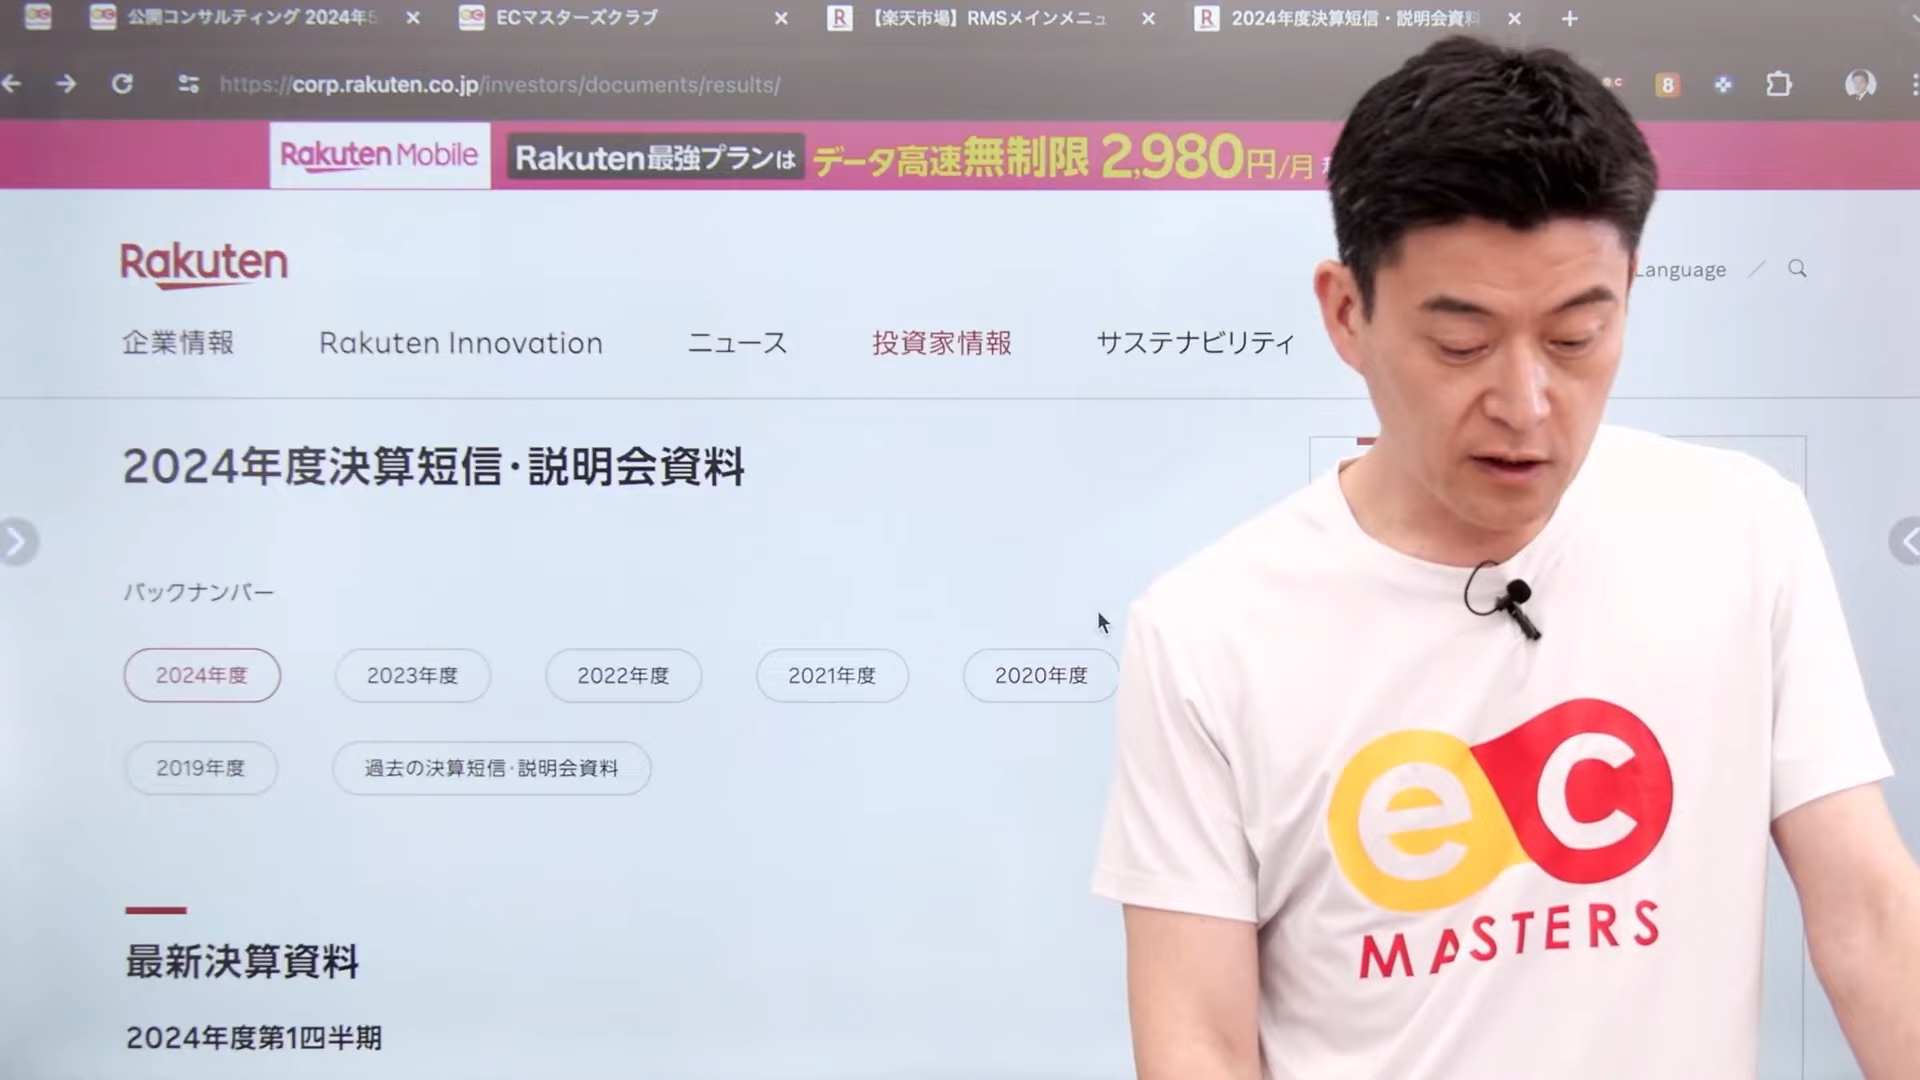 公開コンサルティング 2024年5
ECマスターズクラブ
【楽天市場】RMSメインメニュ
2024年度決算短信・説明会資料
https://corp.rakuten.co.jp/investors/documents/results/
8
Rakuten Mobile
Rakuten最強プランは
データ高速無制限 2,980円/月
Rakuten
Language
企業情報
Rakuten Innovation
ニュース
投資家情報
サステナビリティ
2024年度決算短信・説明会資料
バックナンバー
2024年度
2023年度
2022年度
2021年度
2020年度
2019年度
過去の決算短信・説明会資料
最新決算資料
2024年度第1四半期
ec
MASTERS